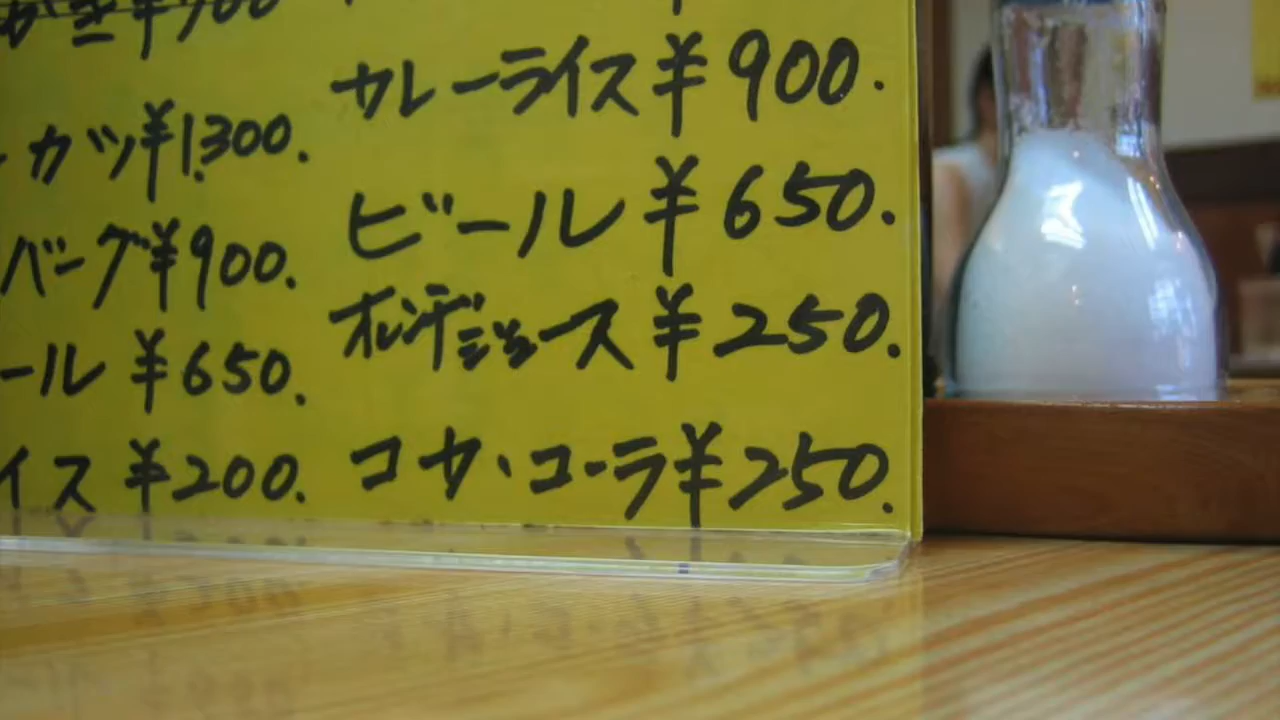 カレーライス ¥900.
ビール ¥650.
オレンヂジュース ¥250.
コカ・コーラ ¥250.
カツ ¥1300.
バーグ ¥900.
ール ¥650.
イス ¥200.